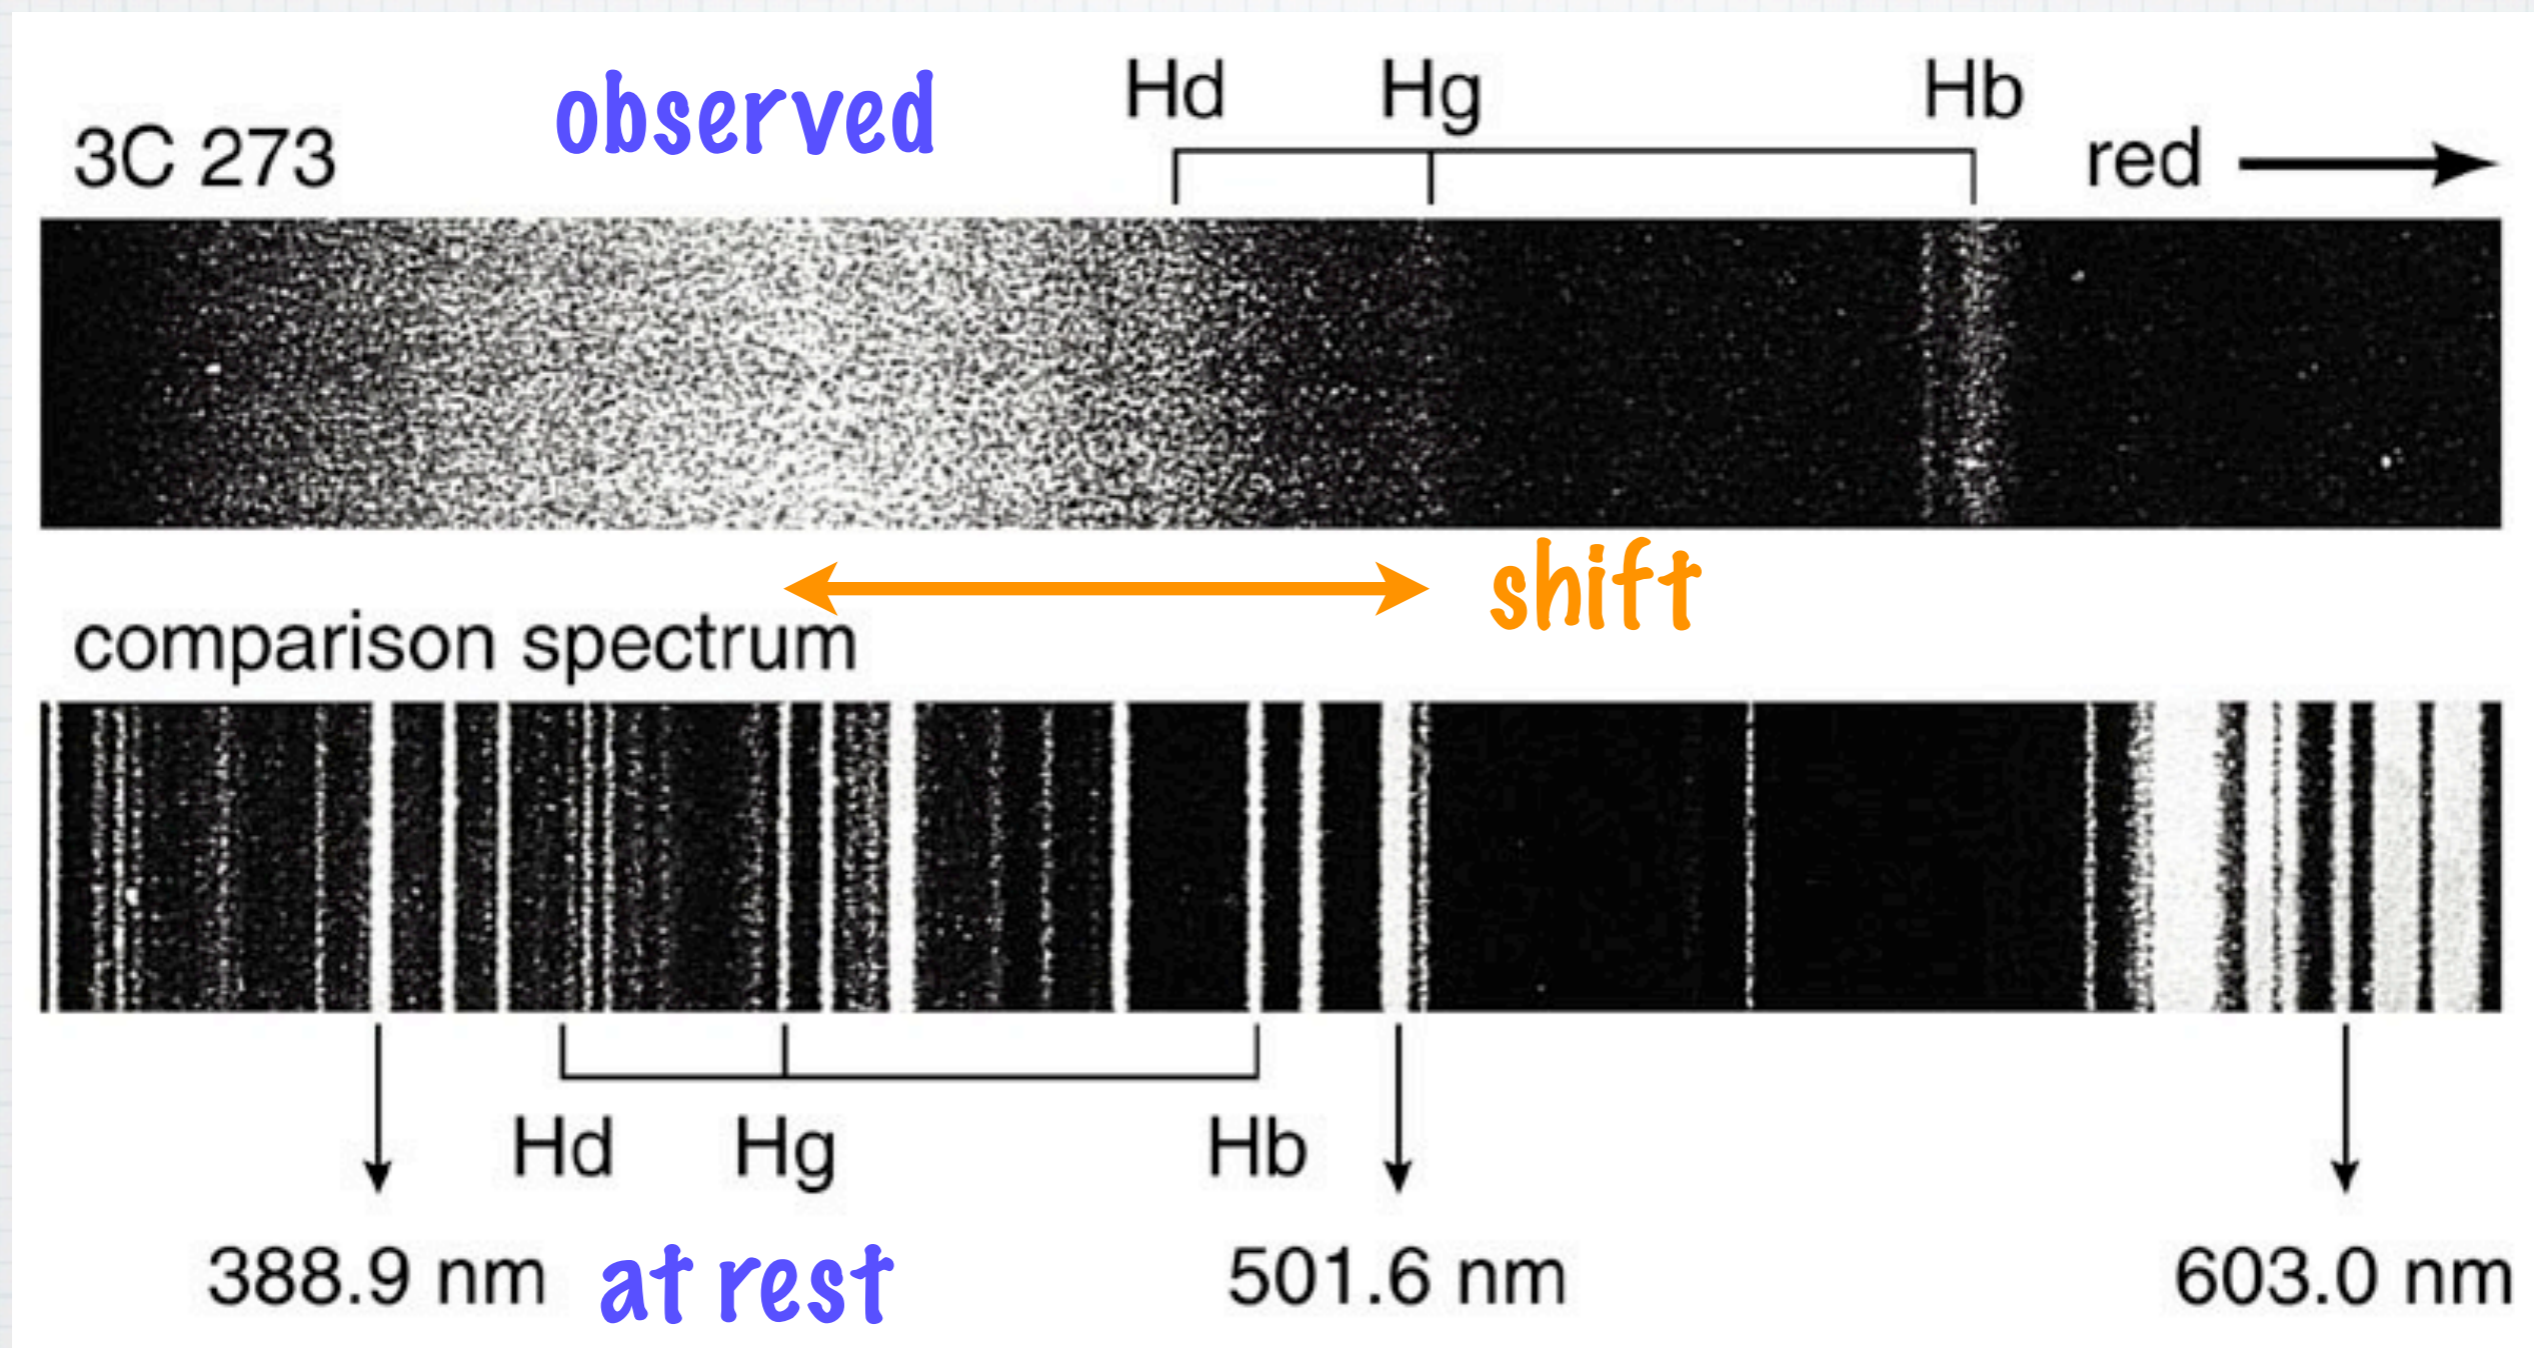 observed
Hd Hg Hb
3C 273
red
shift
comparison spectrum
Hd Hg Hb
388.9 nm
at rest
501.6 nm
603.0 nm